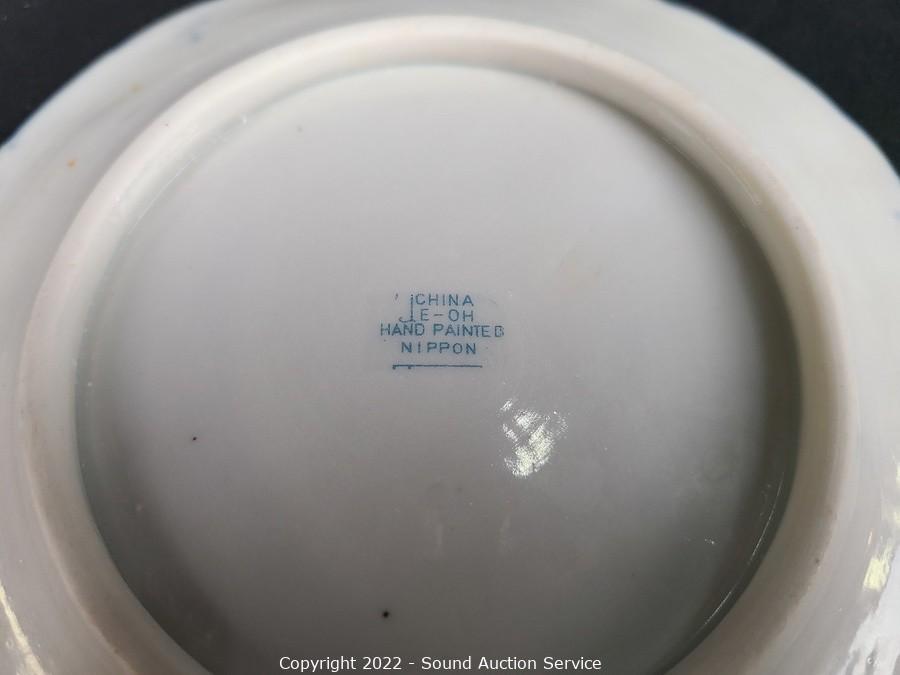 CHINA
E-OH
HAND PAINTED
NIPPON
Copyright 2022 - Sound Auction Service